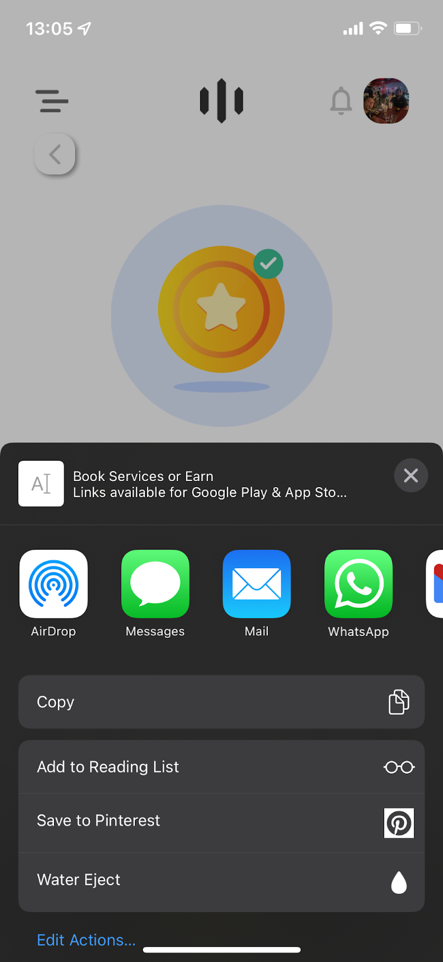 13:05
Book Services or Earn
Links available for Google Play & App Sto...
AirDrop
Messages
Mail
WhatsApp
Copy
Add to Reading List
Save to Pinterest
Water Eject
Edit Actions...